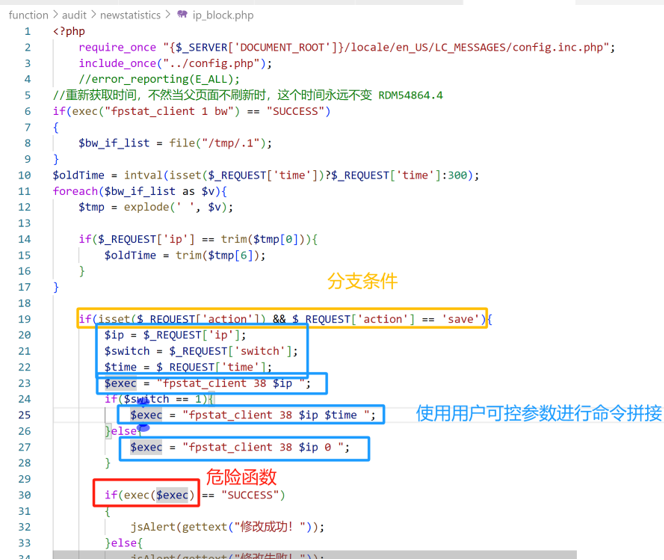 function > audit > newstatistics > ip_block.php
1 <?php
2 require_once "{$_SERVER['DOCUMENT_ROOT']}/locale/en_US/LC_MESSAGES/config.inc.php";
3 include_once("../config.php");
4 //error_reporting(E_ALL);
5 //重新获取时间，不然当父页面不刷新时，这个时间永远不变 RDM54864.4
6 if(exec("fpstat_client 1 bw") == "SUCCESS")
7 {
8 $bw_if_list = file("/tmp/.1");
9 }
10 $oldTime = intval(isset($_REQUEST['time'])?$_REQUEST['time']:300);
11 foreach($bw_if_list as $v){
12 $tmp = explode(' ', $v);
13
14 if($_REQUEST['ip'] == trim($tmp[0])){
15 $oldTime = trim($tmp[6]);
16 }
17 }
分支条件
18
19 if(isset($_REQUEST['action']) && $_REQUEST['action'] == 'save'){
20 $ip = $_REQUEST['ip'];
21 $switch = $_REQUEST['switch'];
22 $time = $_REQUEST['time'];
23 $exec = "fpstat_client 38 $ip ";
24 if($switch == 1){
25 $exec = "fpstat_client 38 $ip $time ";
使用用户可控参数进行命令拼接
26 }else{
27 $exec = "fpstat_client 38 $ip 0 ";
28 }
危险函数
29
30 if(exec($exec) == "SUCCESS")
31 {
32 jsAlert(gettext("修改成功！"));
33 }else{
34 jsAlert(gettext("修改失败！"));